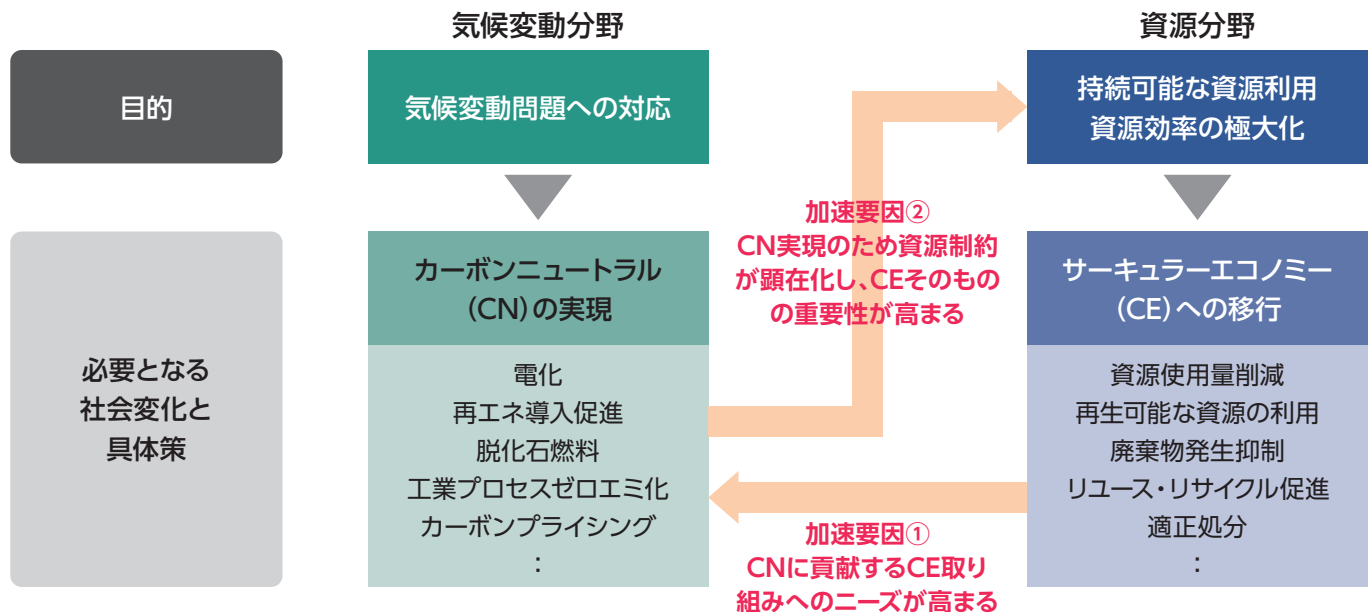 気候変動分野
資源分野
目的
気候変動問題への対応
持続可能な資源利用
資源効率の極大化
必要となる
社会変化と
具体策
カーボンニュートラル
（CN）の実現
電化
再エネ導入促進
脱化石燃料
工業プロセスゼロエミ化
カーボンプライシング
：
加速要因②
CN実現のため資源制約
が顕在化し、CEそのもの
の重要性が高まる
サーキュラーエコノミー
（CE）への移行
資源使用量削減
再生可能な資源の利用
廃棄物発生抑制
リユース・リサイクル促進
適正処分
：
加速要因①
CNに貢献するCE取り
組みへのニーズが高まる